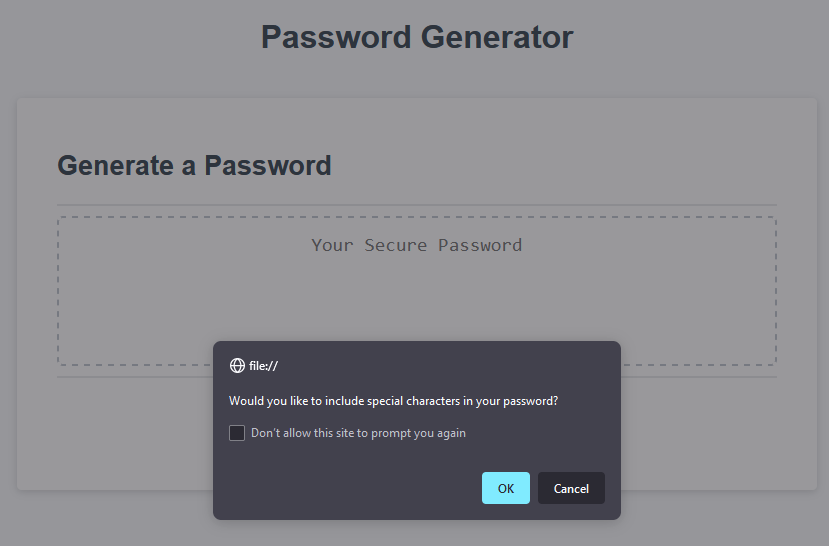 Password Generator
Generate a Password
Your Secure Password
file://
Would you like to include special characters in your password?
Don't allow this site to prompt you again
OK
Cancel